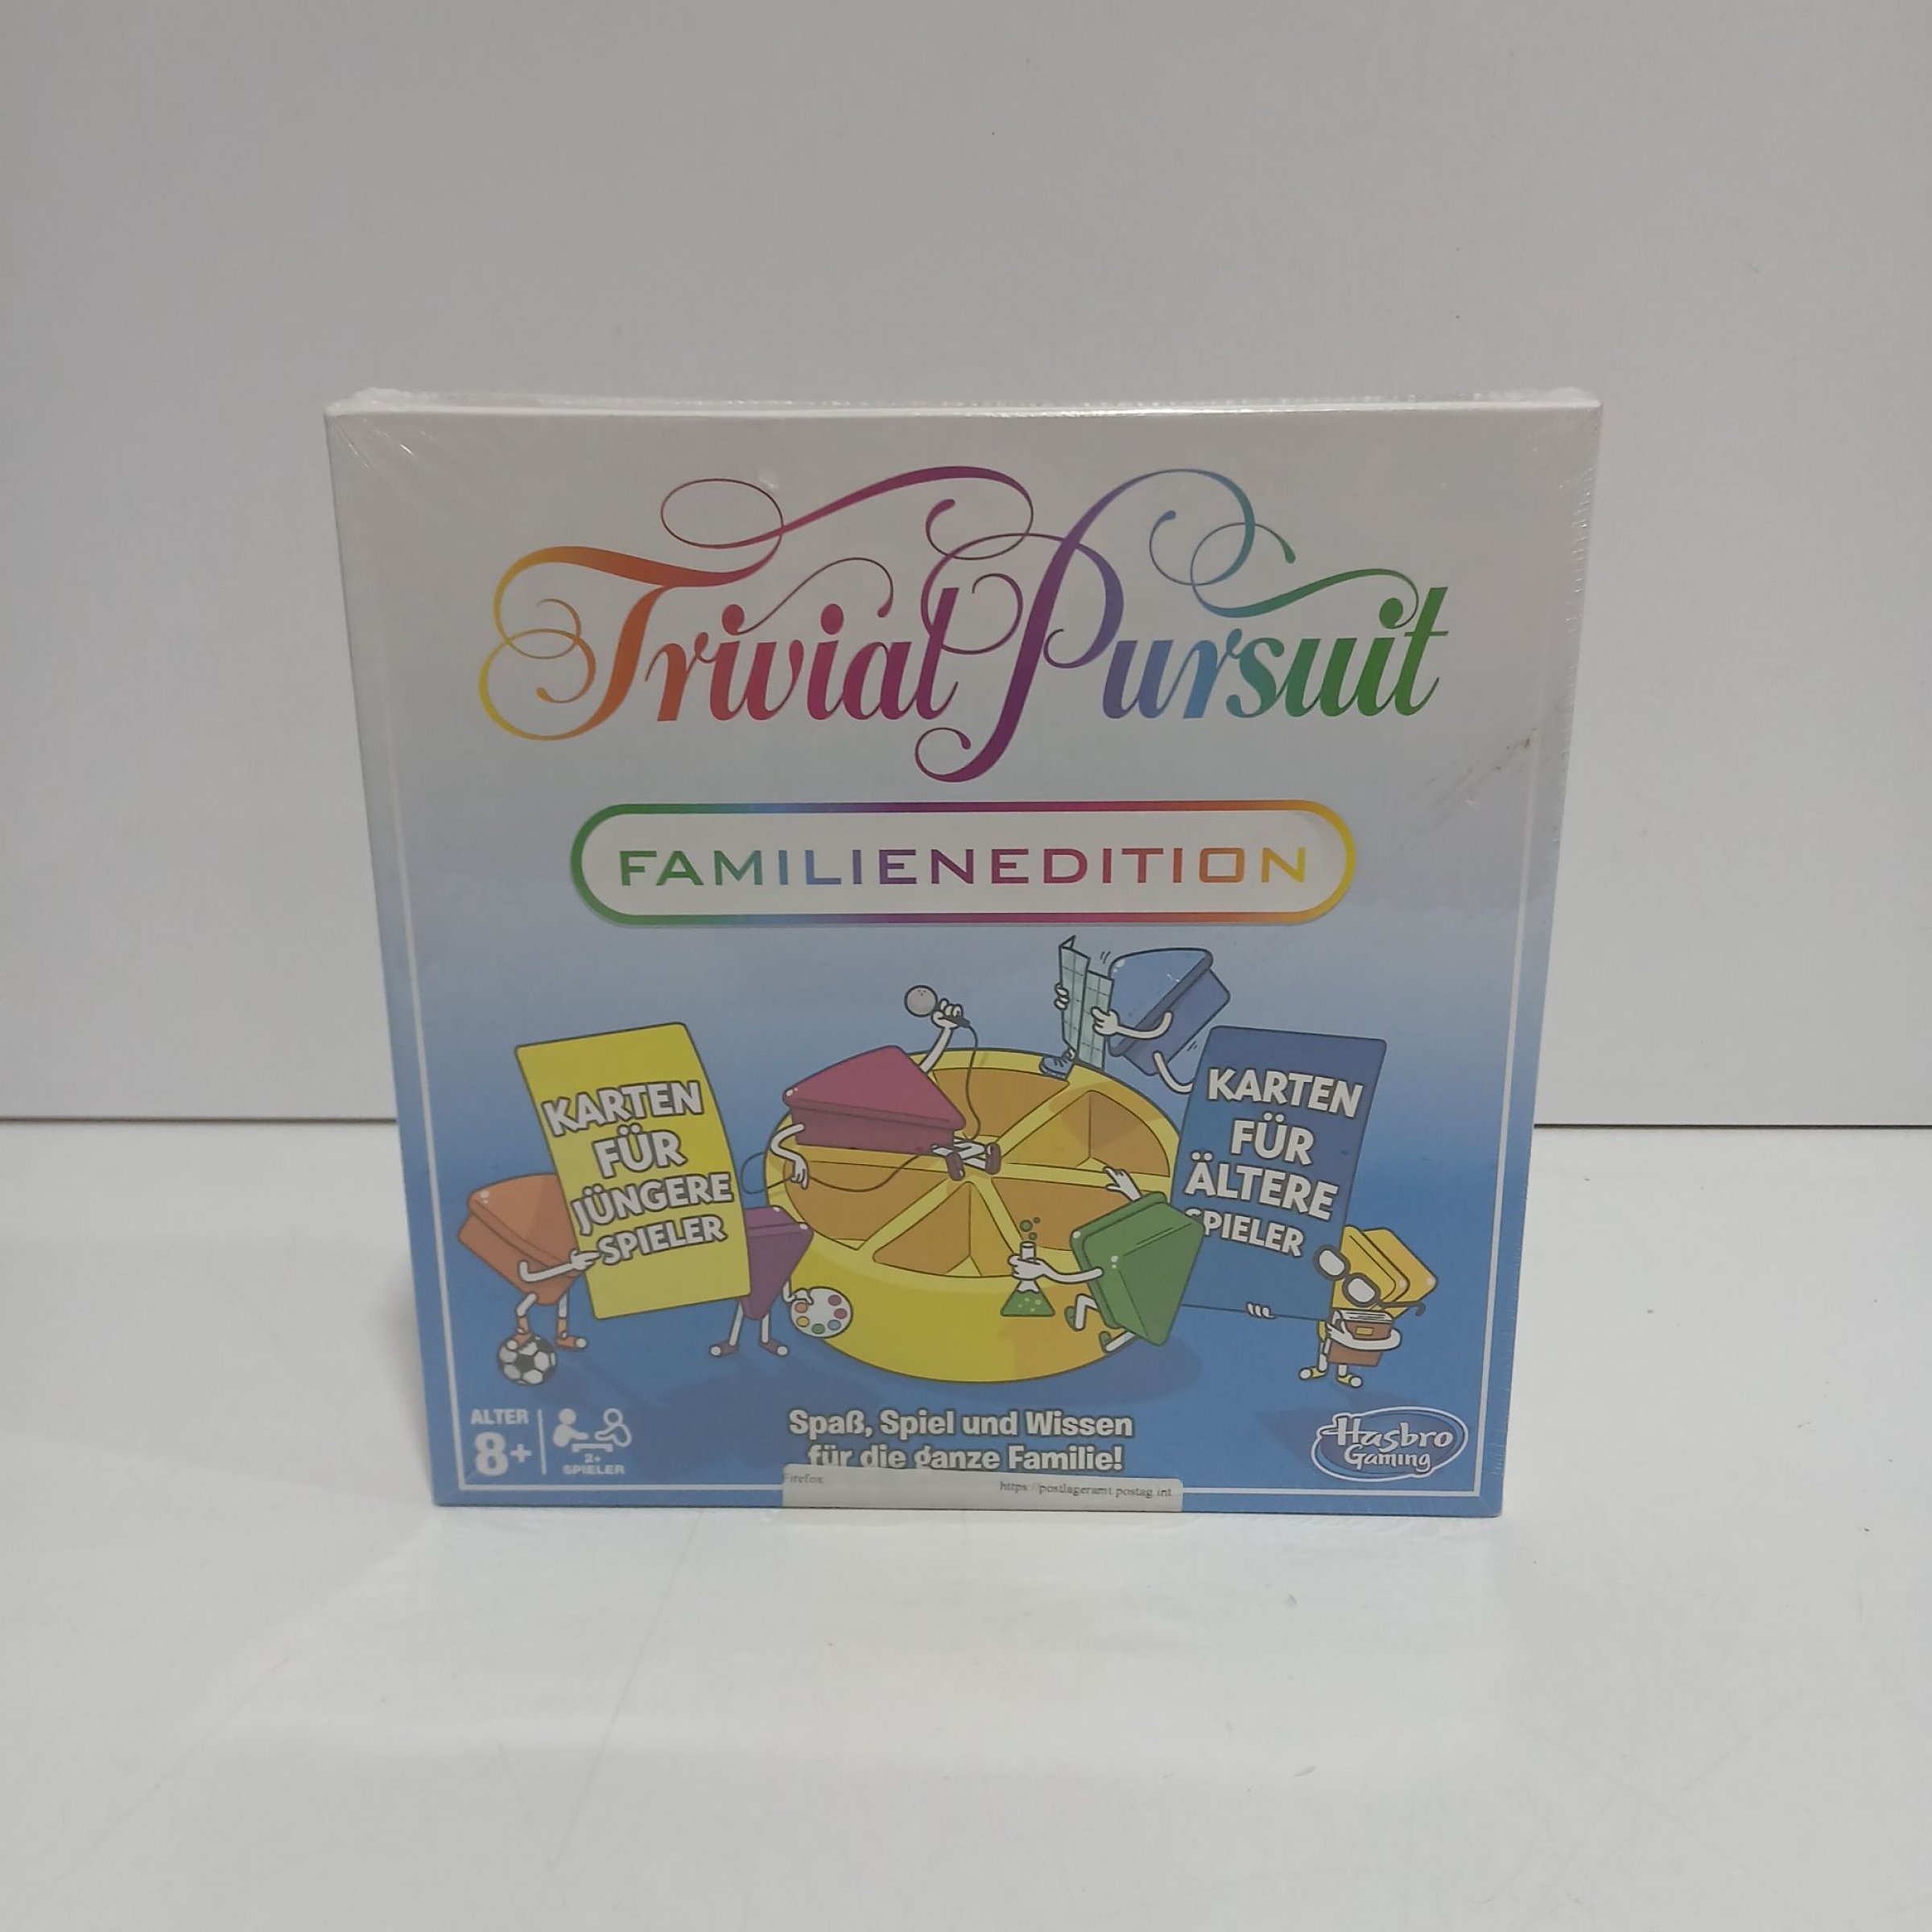 Trivial Pursuit
FAMILIENEDITION
KARTEN
FÜR
JÜNGERE
SPIELER
KARTEN
FÜR
ÄLTERE
SPIELER
ALTER
8+
2+
SPIELER
Spaß, Spiel und Wissen
für die ganze Familie!
Hasbro
Gaming
Firefox
https://postlageramt.postag.int...